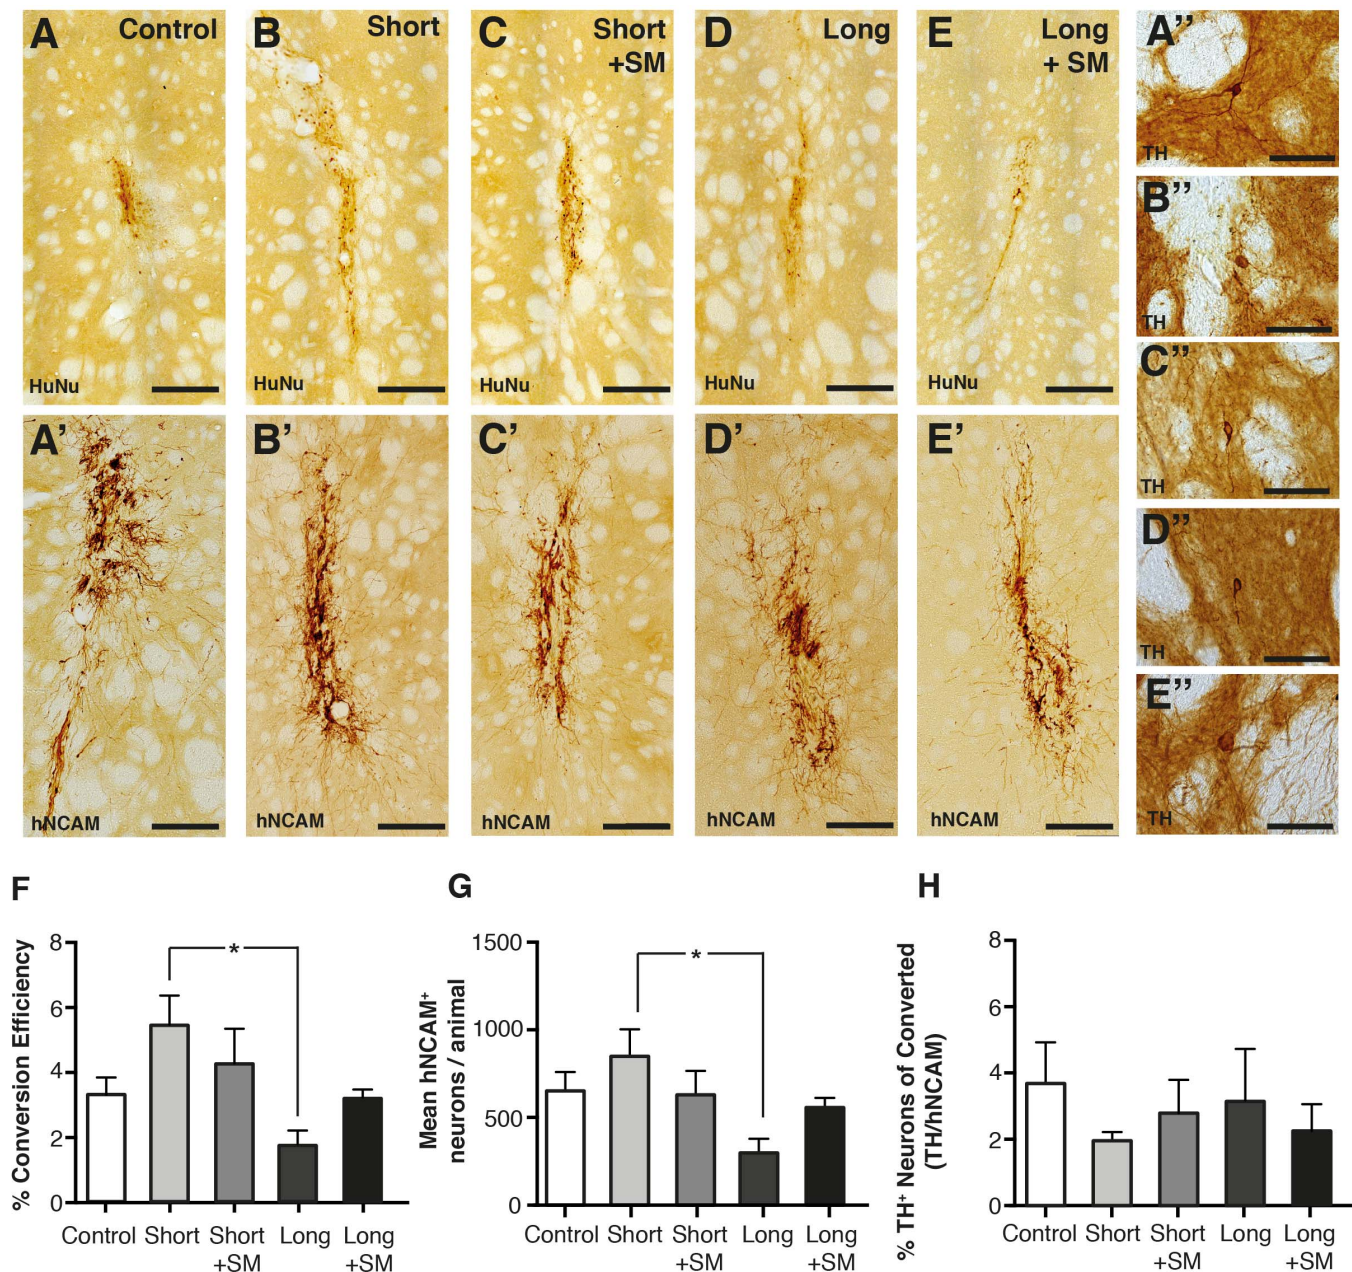 A Control
B Short
C Short
+SM
D Long
E Long
+ SM
A’’
TH
B’’
TH
C’’
TH
D’’
TH
E’’
TH
HuNu
HuNu
HuNu
HuNu
HuNu
A’
B’
C’
D’
E’
hNCAM
hNCAM
hNCAM
hNCAM
hNCAM
F
% Conversion Efficiency
8
6
4
2
0
*
Control Short Short
+SM
Long Long
+SM
G
Mean hNCAM⁺
neurons / animal
1500
1000
500
0
*
Control Short Short
+SM
Long Long
+SM
H
% TH⁺ Neurons of Converted
(TH/hNCAM)
8
6
4
2
0
Control Short Short
+SM
Long Long
+SM